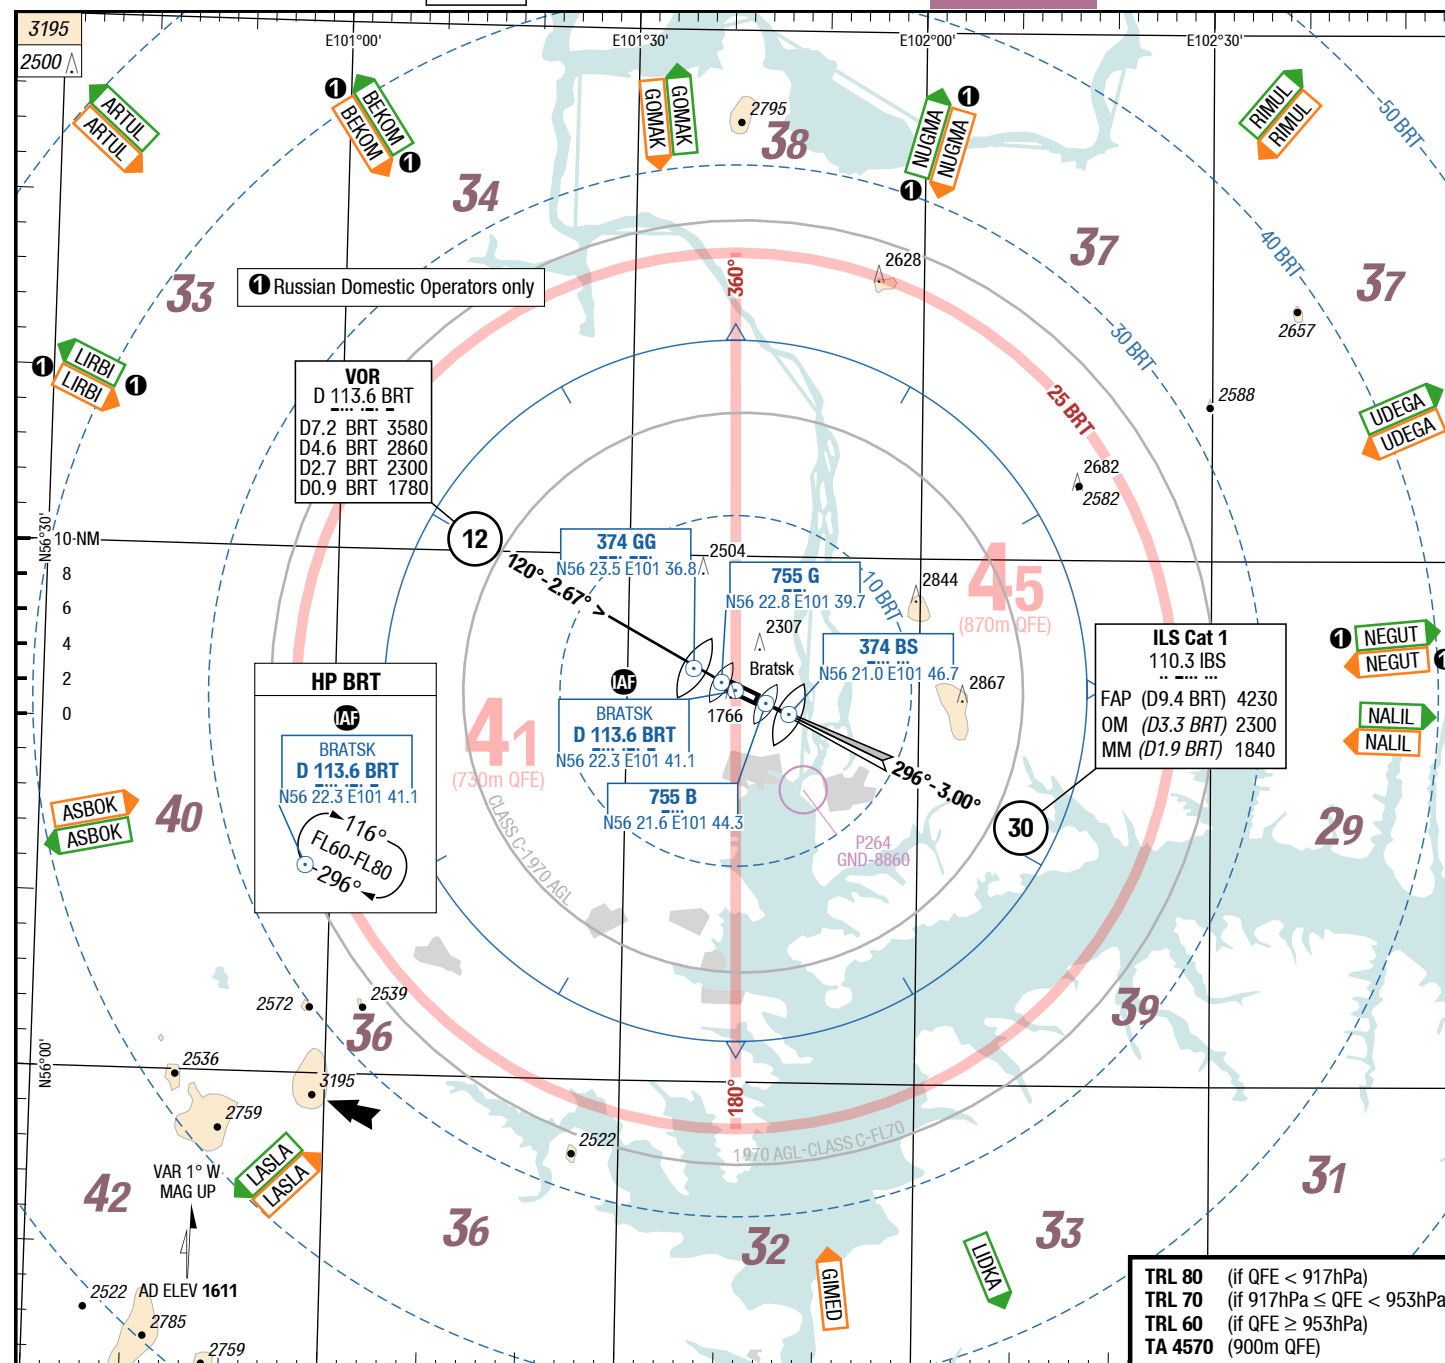 3195
2500
E101°00'
E101°30'
E102°00'
E102°30'
50 BRT
ARTUL
ARTUL
1
BEKOM
BEKOM
1
GOMAK
GOMAK
2795
38
NUGMA
1
NUGMA
1
RIMUL
RIMUL
34
37
40 BRT
33
1 Russian Domestic Operators only
360°
2628
37
2657
30 BRT
1
LIRBI
LIRBI
1
VOR
D 113.6 BRT
D7.2 BRT 3580
D4.6 BRT 2860
D2.7 BRT 2300
D0.9 BRT 1780
25 BRT
2588
UDEGA
UDEGA
2682
2582
N56°30'
10-NM
8
6
4
2
0
12
120°-2.67° >
374 GG
N56 23.5 E101 36.8
2504
755 G
N56 22.8 E101 39.7
10 BRT
2844
45
(870m QFE)
2307
374 BS
N56 21.0 E101 46.7
Bratsk
2867
ILS Cat 1
110.3 IBS
FAP (D9.4 BRT) 4230
OM (D3.3 BRT) 2300
MM (D1.9 BRT) 1840
1
NEGUT
NEGUT
1
NALIL
NALIL
HP BRT
IAF
BRATSK
D 113.6 BRT
N56 22.3 E101 41.1
116°
FL60-FL80
296°
IAF
BRATSK
D 113.6 BRT
N56 22.3 E101 41.1
1766
41
(730m QFE)
755 B
N56 21.6 E101 44.3
296°-3.00°
30
P264
GND-8860
ASBOK
ASBOK
40
29
CLASS C-1970 AGL
2572
2539
36
39
N56°00'
2536
3195
2759
180°
2522
1970 AGL-CLASS C-FL70
LASLA
LASLA
VAR 1° W
MAG UP
42
31
36
32
33
GIMED
LIDKA
AD ELEV 1611
2522
2785
2759
TRL 80 (if QFE < 917hPa)
TRL 70 (if 917hPa ≤ QFE < 953hPa
TRL 60 (if QFE ≥ 953hPa)
TA 4570 (900m QFE)